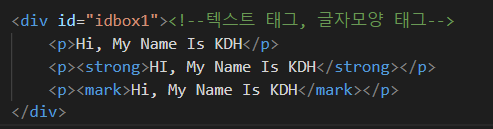 <div id="idbox1"><!--텍스트 태그, 글자모양 태그-->
    <p>Hi, My Name Is KDH</p>
    <p><strong>HI, My Name Is KDH</strong></p>
    <p><mark>Hi, My Name Is KDH</mark></p>
</div>